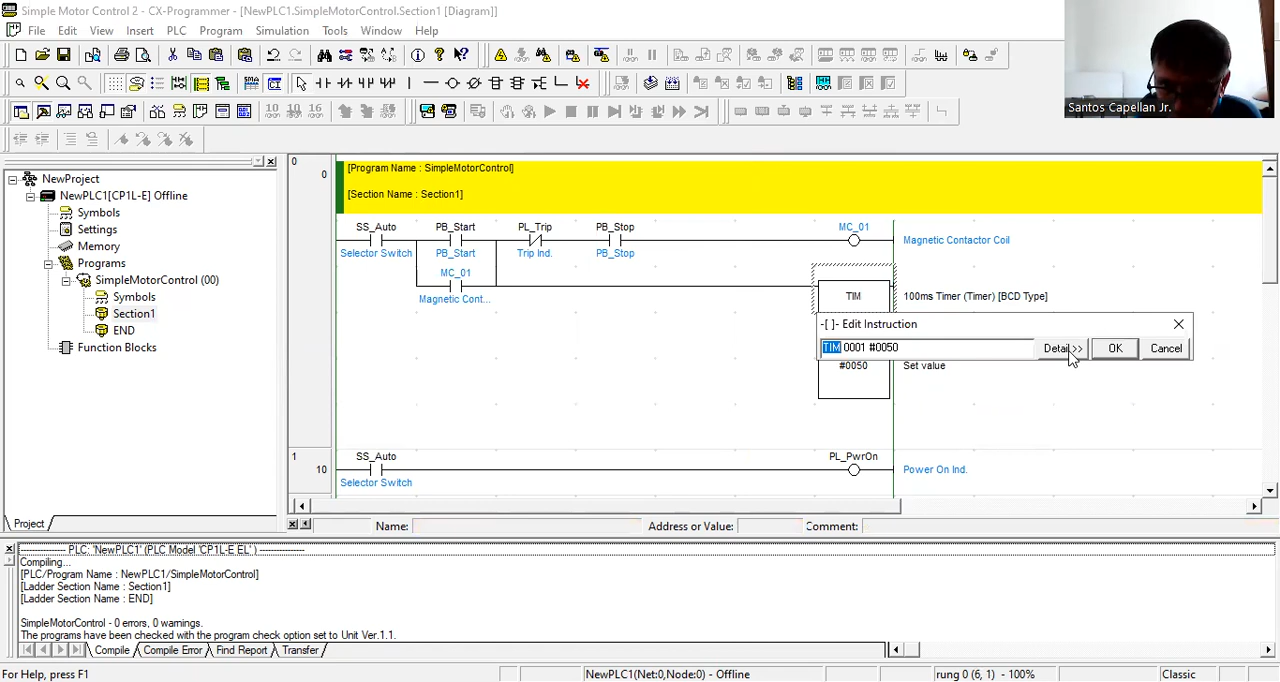 Simple Motor Control 2 - CX-Programmer - [NewPLC1.SimpleMotorControl.Section1 [Diagram]]
File Edit View Insert PLC Program Simulation Tools Window Help
Santos Capellan Jr.
10 10 16
NewProject
NewPLC1[CP1L-E] Offline
Symbols
Settings
Memory
Programs
SimpleMotorControl (00)
Symbols
Section1
END
Function Blocks
Project
0
0
[Program Name : SimpleMotorControl]
[Section Name : Section1]
SS_Auto PB_Start PL_Trip PB_Stop MC_01
Magnetic Contactor Coil
Selector Switch PB_Start Trip Ind. PB_Stop
MC_01
Magnetic Cont...
TIM 100ms Timer (Timer) [BCD Type]
-[ ]- Edit Instruction
TIM 0001 #0050 Detail>> OK Cancel
#0050 Set value
1
10
SS_Auto PL_PwrOn
Power On Ind.
Selector Switch
Name: Address or Value: Comment:
-------------- PLC: 'NewPLC1' (PLC Model 'CP1L-E EL' ) --------------
Compiling...
[PLC/Program Name : NewPLC1/SimpleMotorControl]
[Ladder Section Name : Section1]
[Ladder Section Name : END]
SimpleMotorControl - 0 errors, 0 warnings.
The programs have been checked with the program check option set to Unit Ver.1.1.
Compile Compile Error Find Report Transfer
For Help, press F1
NewPLC1(Net:0,Node:0) - Offline
rung 0 (6, 1) - 100%
Classic